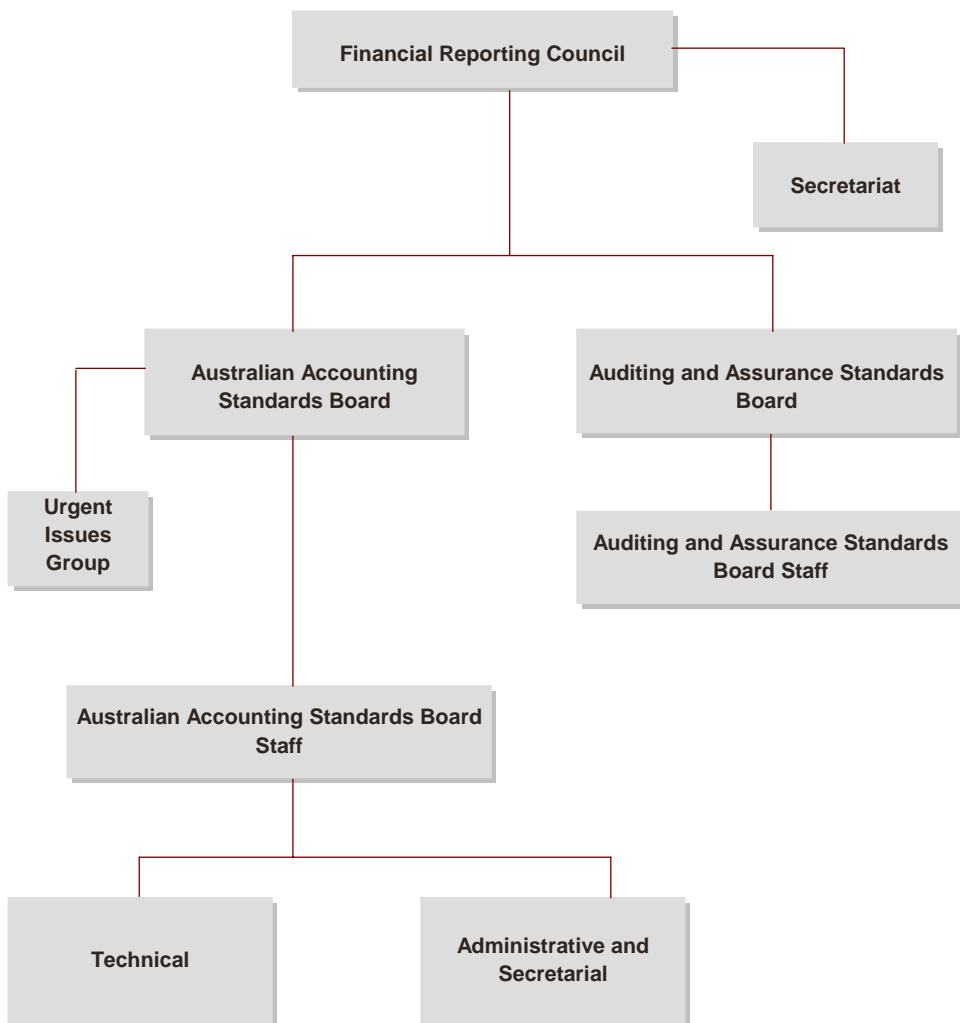 Financial Reporting Council
Secretariat
Australian Accounting
Standards Board
Auditing and Assurance Standards
Board
Urgent
Issues
Group
Auditing and Assurance Standards
Board Staff
Australian Accounting Standards Board
Staff
Technical
Administrative and
Secretarial